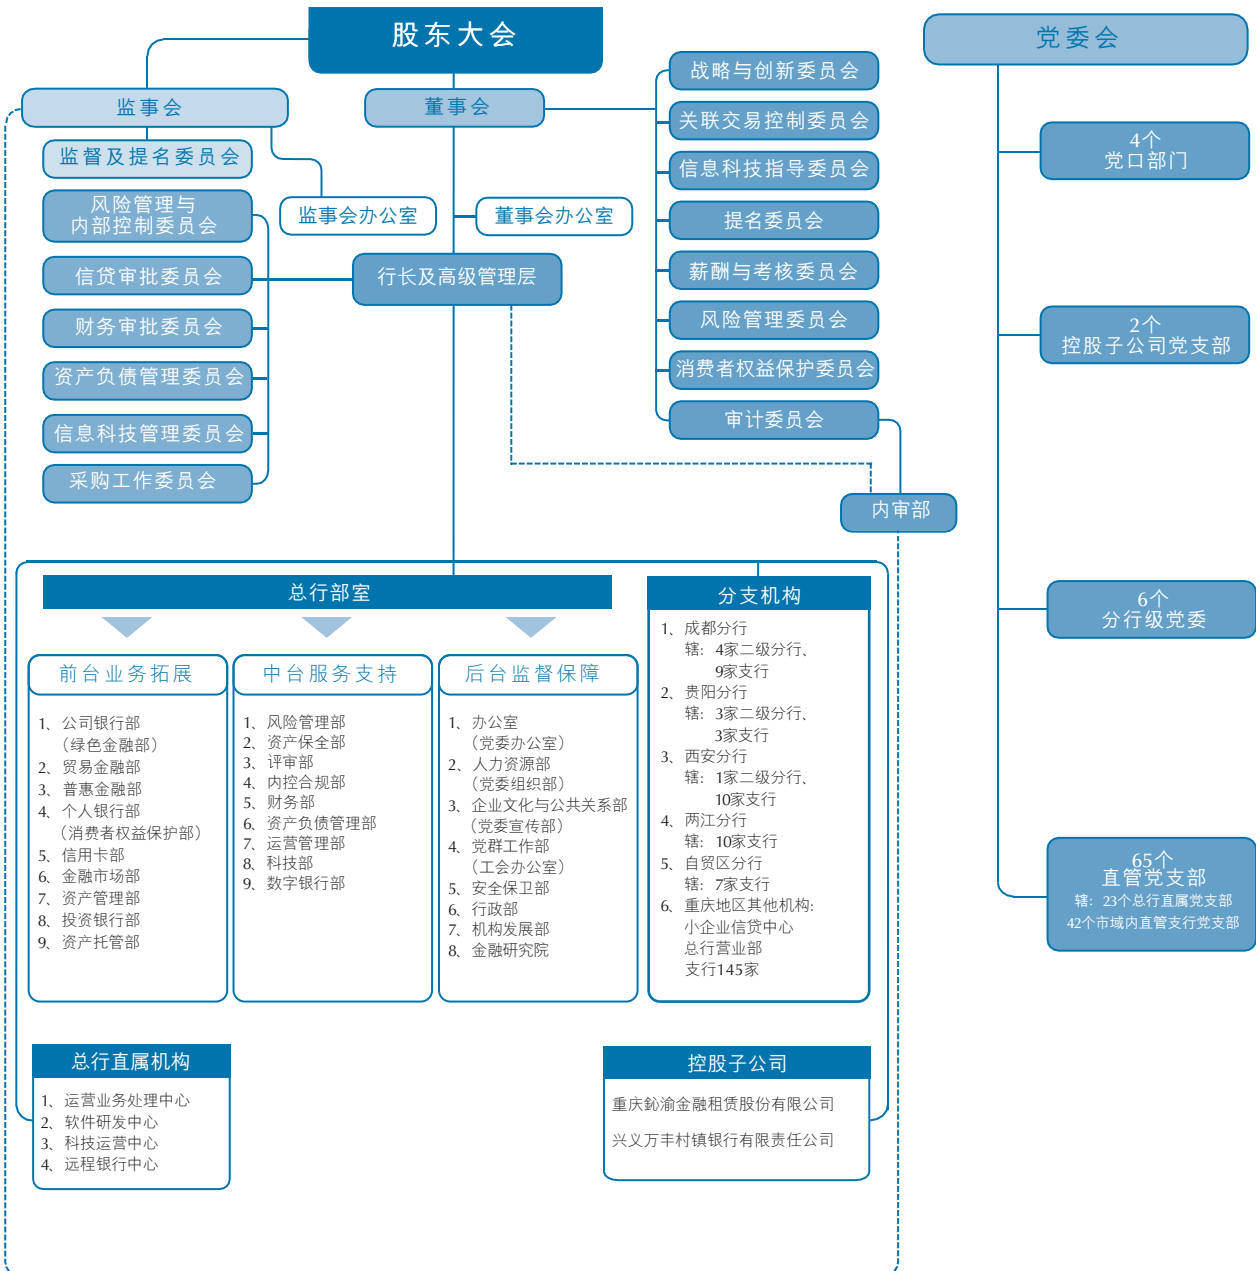 股东大会
党委会
监事会
董事会
监督及提名委员会
风险管理与
内部控制委员会
信贷审批委员会
财务审批委员会
资产负债管理委员会
信息科技管理委员会
采购工作委员会
监事会办公室
董事会办公室
行长及高级管理层
战略与创新委员会
关联交易控制委员会
信息科技指导委员会
提名委员会
薪酬与考核委员会
风险管理委员会
消费者权益保护委员会
审计委员会
内审部
4个
党口部门
2个
控股子公司党支部
6个
分行级党委
65个
直管党支部
辖: 23个总行直属党支部
42个市域内直管支行党支部
总行部室
前台业务拓展
1、公司银行部
（绿色金融部）
2、贸易金融部
3、普惠金融部
4、个人银行部
（消费者权益保护部）
5、信用卡部
6、金融市场部
7、资产管理部
8、投资银行部
9、资产托管部
中台服务支持
1、风险管理部
2、资产保全部
3、评审部
4、内控合规部
5、财务部
6、资产负债管理部
7、运营管理部
8、科技部
9、数字银行部
后台监督保障
1、办公室
（党委办公室）
2、人力资源部
（党委组织部）
3、企业文化与公共关系部
（党委宣传部）
4、党群工作部
（工会办公室）
5、安全保卫部
6、行政部
7、机构发展部
8、金融研究院
分支机构
1、成都分行
辖: 4家二级分行、
9家支行
2、贵阳分行
辖: 3家二级分行、
3家支行
3、西安分行
辖: 1家二级分行、
10家支行
4、两江分行
辖: 10家支行
5、自贸区分行
辖: 7家支行
6、重庆地区其他机构:
小企业信贷中心
总行营业部
支行145家
总行直属机构
1、运营业务处理中心
2、软件研发中心
3、科技运营中心
4、远程银行中心
控股子公司
重庆鈊渝金融租赁股份有限公司
兴义万丰村镇银行有限责任公司